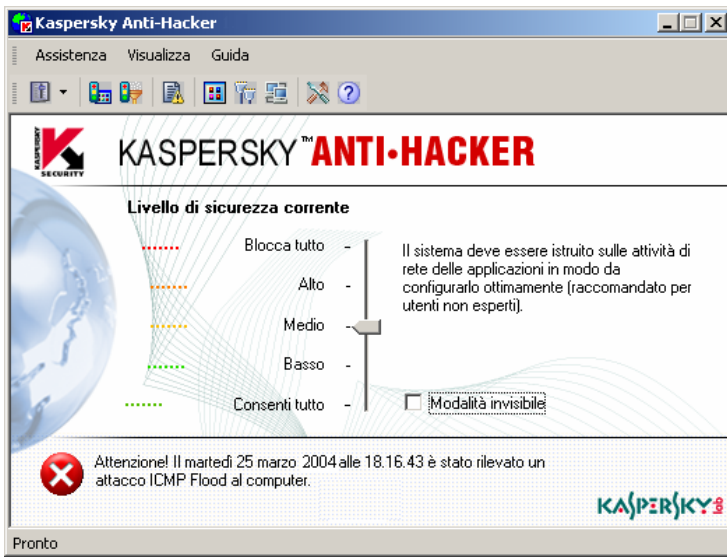 Kaspersky Anti-Hacker
Assistenza Visualizza Guida
KASPERSKY SECURITY
KASPERSKY™ANTI•HACKER
Livello di sicurezza corrente
Blocca tutto
Alto
Medio
Basso
Consenti tutto
Il sistema deve essere istruito sulle attività di
rete delle applicazioni in modo da
configurarlo ottimamente (raccomandato per
utenti non esperti).
Modalità invisibile
Attenzione! Il martedì 25 marzo 2004 alle 18.16.43 è stato rilevato un
attacco ICMP Flood al computer.
KASPERSKY lab
Pronto